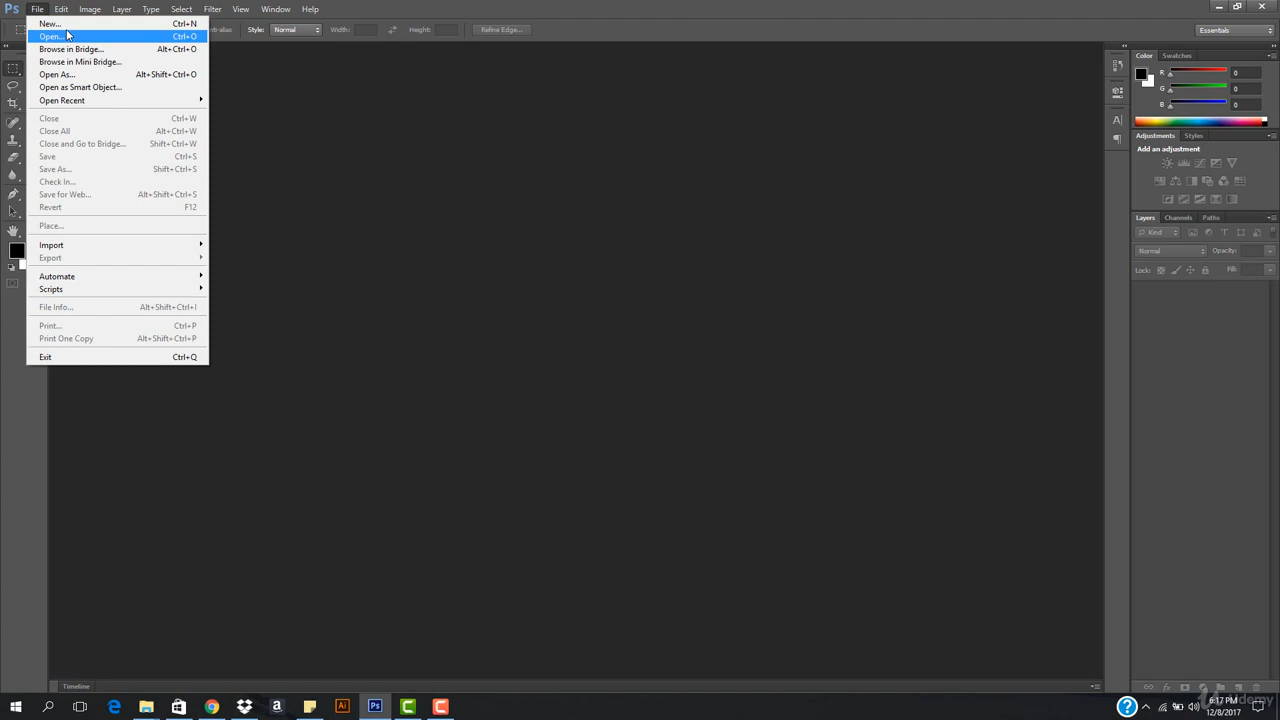 Ps File Edit Image Layer Type Select Filter View Window Help
New... Ctrl+N
Open... Ctrl+O
Browse in Bridge... Alt+Ctrl+O
Browse in Mini Bridge...
Open As... Alt+Shift+Ctrl+O
Open as Smart Object...
Open Recent
Close Ctrl+W
Close All Alt+Ctrl+W
Close and Go to Bridge... Shift+Ctrl+W
Save Ctrl+S
Save As... Shift+Ctrl+S
Check In...
Save for Web... Alt+Shift+Ctrl+S
Revert F12
Place...
Import
Export
Automate
Scripts
File Info... Alt+Shift+Ctrl+I
Print... Ctrl+P
Print One Copy Alt+Shift+Ctrl+P
Exit Ctrl+Q
ti-alias Style: Normal Width: Height: Refine Edge... Essentials
Color Swatches
R 0
G 0
B 0
Adjustments Styles
Add an adjustment
Layers Channels Paths
Kind
Normal Opacity:
Lock: Fill:
Timeline
a Ai Ps C C ?
6:17 PM
12/8/2017
Udemy